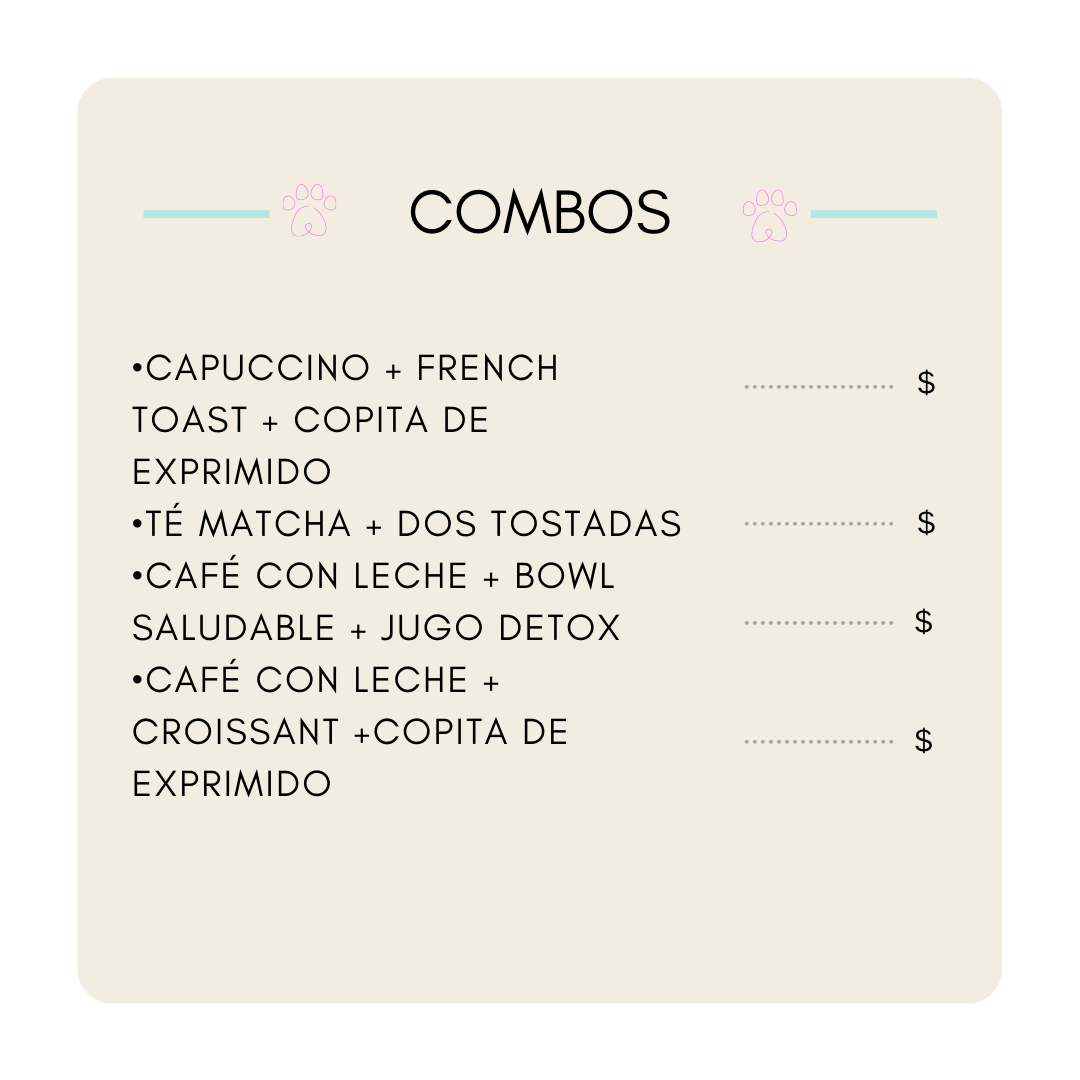 COMBOS
•CAPUCCINO + FRENCH
TOAST + COPITA DE
EXPRIMIDO
.................... $
•TÉ MATCHA + DOS TOSTADAS
.................... $
•CAFÉ CON LECHE + BOWL
SALUDABLE + JUGO DETOX
.................... $
•CAFÉ CON LECHE +
CROISSANT +COPITA DE
EXPRIMIDO
.................... $